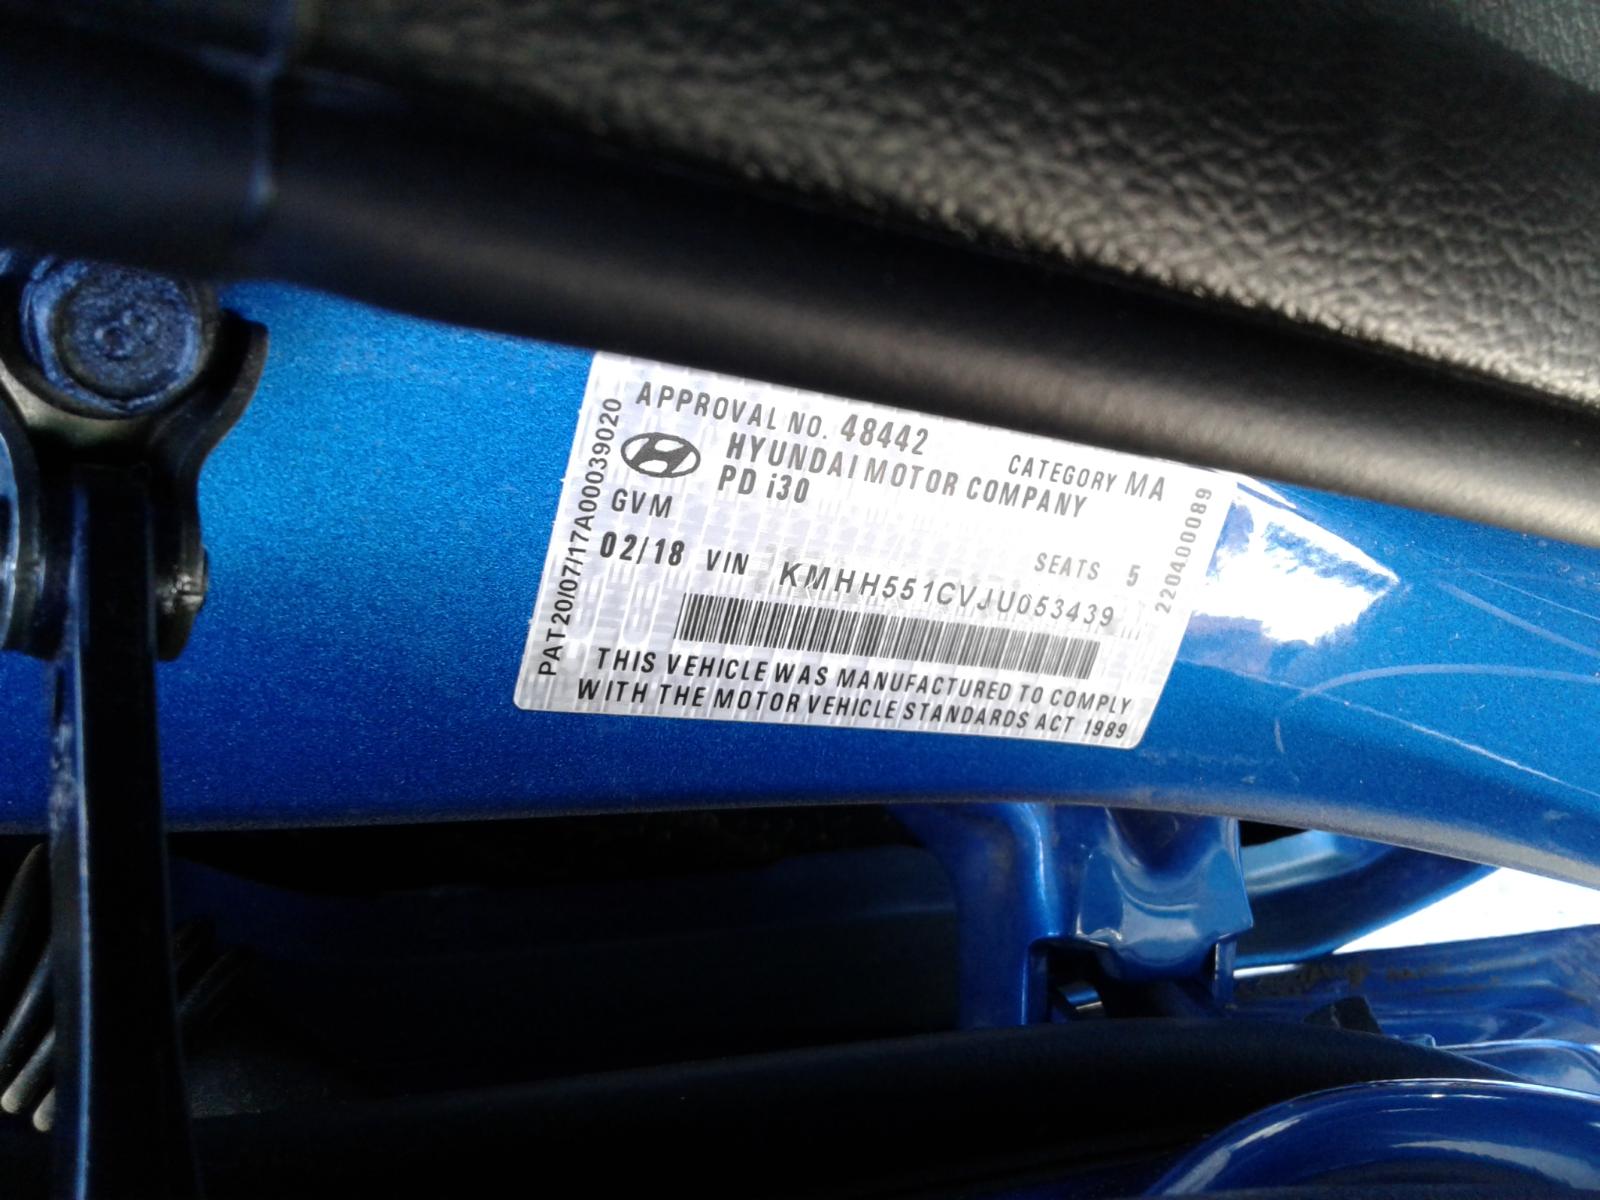 APPROVAL NO. 48442 CATEGORY MA
HYUNDAI MOTOR COMPANY
PD i30
GVM SEATS 5
02/18 VIN KMHH551CVJU053439
THIS VEHICLE WAS MANUFACTURED TO COMPLY
WITH THE MOTOR VEHICLE STANDARDS ACT 1989
PAT20/07/17A00039020
220400089